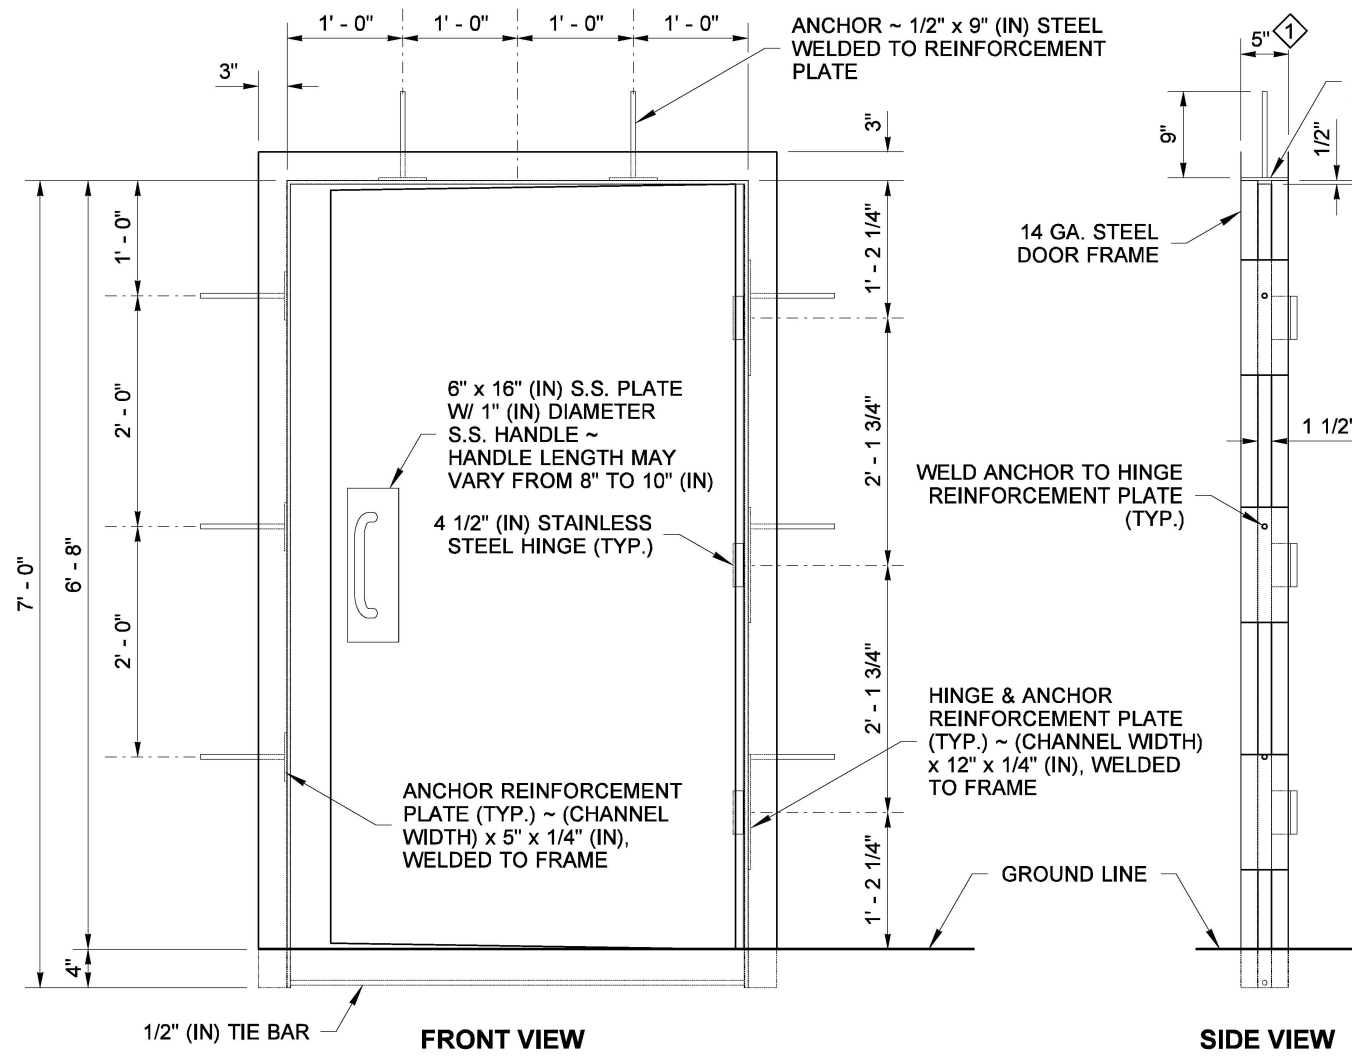 1' - 0"
1' - 0"
1' - 0"
1' - 0"
ANCHOR ~ 1/2" x 9" (IN) STEEL
WELDED TO REINFORCEMENT
PLATE
5"
1
3"
3"
9"
1/2"
1' - 0"
1' - 2 1/4"
14 GA. STEEL
DOOR FRAME
2' - 0"
6" x 16" (IN) S.S. PLATE
W/ 1" (IN) DIAMETER
S.S. HANDLE ~
HANDLE LENGTH MAY
VARY FROM 8" TO 10" (IN)
2' - 1 3/4"
1 1/2"
WELD ANCHOR TO HINGE
REINFORCEMENT PLATE
(TYP.)
4 1/2" (IN) STAINLESS
STEEL HINGE (TYP.)
7' - 0"
6' - 8"
2' - 0"
2' - 1 3/4"
HINGE & ANCHOR
REINFORCEMENT PLATE
(TYP.) ~ (CHANNEL WIDTH)
x 12" x 1/4" (IN), WELDED
TO FRAME
ANCHOR REINFORCEMENT
PLATE (TYP.) ~ (CHANNEL
WIDTH) x 5" x 1/4" (IN),
WELDED TO FRAME
1' - 2 1/4"
GROUND LINE
4"
1/2" (IN) TIE BAR
FRONT VIEW
SIDE VIEW